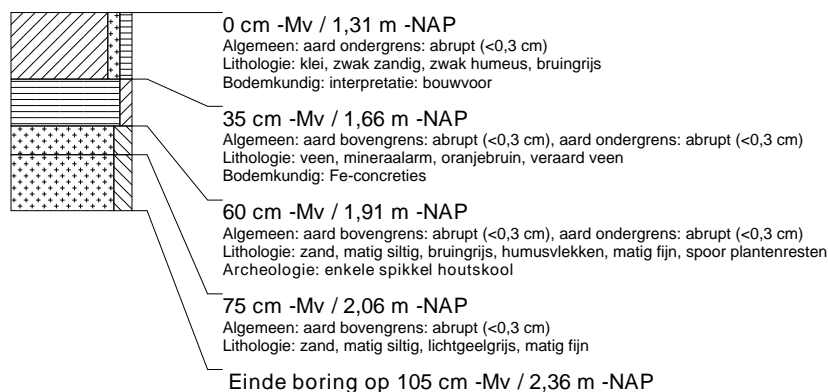 0 cm -Mv / 1,31 m -NAP
Algemeen: aard ondergrens: abrupt (<0,3 cm)
Lithologie: klei, zwak zandig, zwak humeus, bruingrijs
Bodemkundig: interpretatie: bouwvoor
35 cm -Mv / 1,66 m -NAP
Algemeen: aard bovengrens: abrupt (<0,3 cm), aard ondergrens: abrupt (<0,3 cm)
Lithologie: veen, mineraalarm, oranjebruin, veraard veen
Bodemkundig: Fe-concreties
60 cm -Mv / 1,91 m -NAP
Algemeen: aard bovengrens: abrupt (<0,3 cm), aard ondergrens: abrupt (<0,3 cm)
Lithologie: zand, matig siltig, bruingrijs, humusvlekken, matig fijn, spoor plantenresten
Archeologie: enkele spikkel houtskool
75 cm -Mv / 2,06 m -NAP
Algemeen: aard bovengrens: abrupt (<0,3 cm)
Lithologie: zand, matig siltig, lichtgeelgrijs, matig fijn
Einde boring op 105 cm -Mv / 2,36 m -NAP